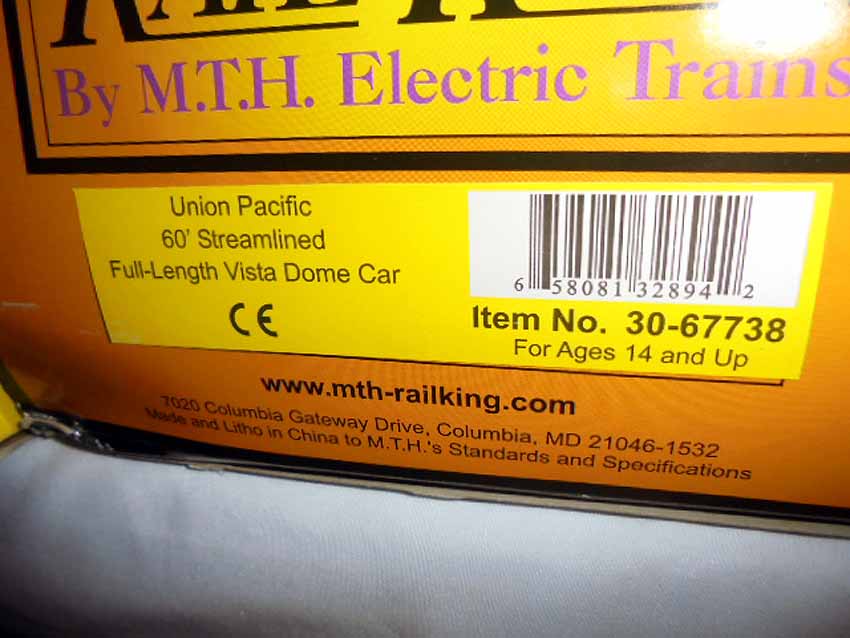 By M.T.H. Electric Trains
Union Pacific
60' Streamlined
Full-Length Vista Dome Car
CE
6 58081 32894 2
Item No. 30-67738
For Ages 14 and Up
www.mth-railking.com
7020 Columbia Gateway Drive, Columbia, MD 21046-1532
Made and Litho in China to M.T.H.'s Standards and Specifications